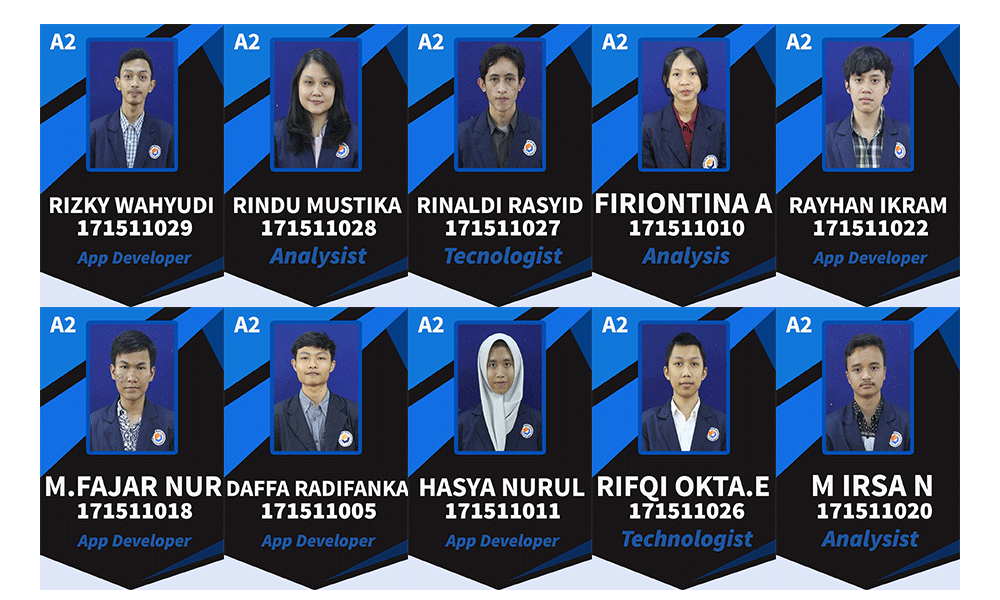 A2
RIZKY WAHYUDI
171511029
App Developer
A2
RINDU MUSTIKA
171511028
Analysist
A2
RINALDI RASYID
171511027
Tecnologist
A2
FIRIONTINA A
171511010
Analysis
A2
RAYHAN IKRAM
171511022
App Developer
A2
M.FAJAR NUR
171511018
App Developer
A2
DAFFA RADIFANKA
171511005
App Developer
A2
HASYA NURUL
171511011
App Developer
A2
RIFQI OKTA.E
171511026
Technologist
A2
M IRSA N
171511020
Analysist